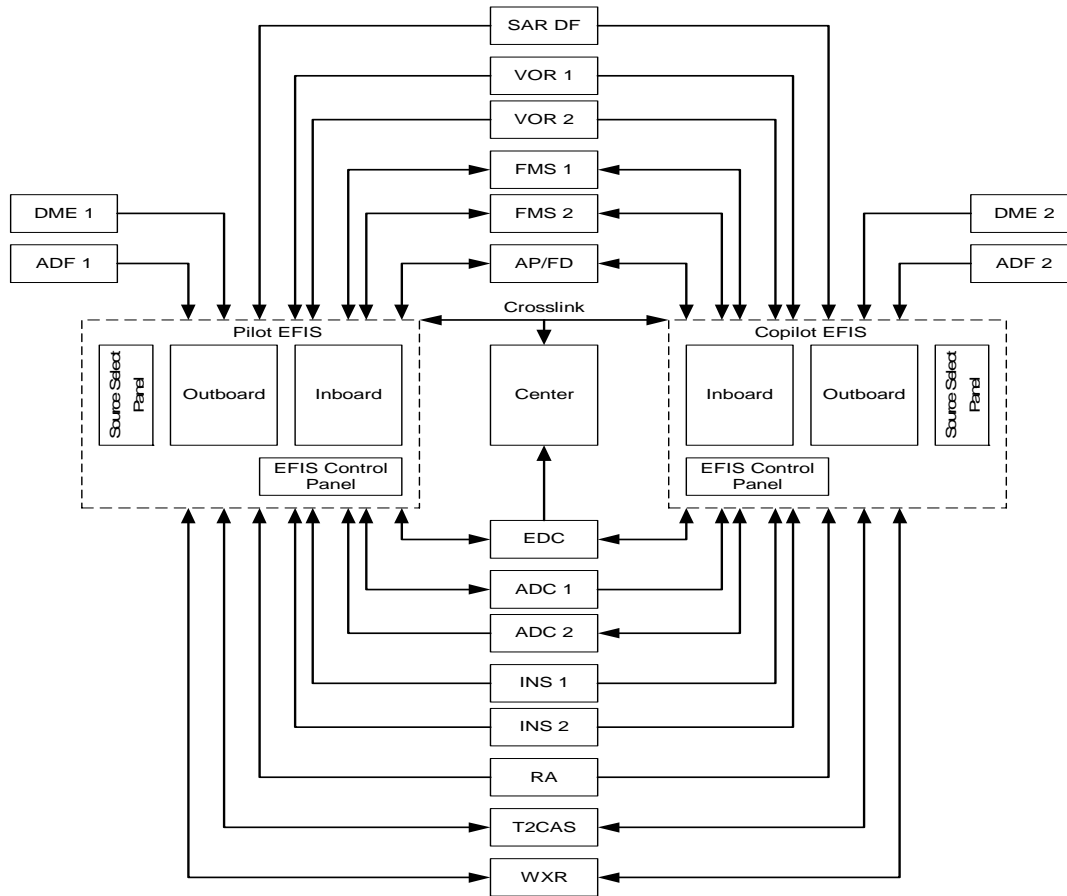 SAR DF
VOR 1
VOR 2
FMS 1
DME 1
FMS 2
DME 2
ADF 1
AP/FD
ADF 2
Crosslink
Pilot EFIS
Copilot EFIS
Source Select
Panel
Outboard
Inboard
Center
Inboard
Outboard
Source Select
Panel
EFIS Control
Panel
EFIS Control
Panel
EDC
ADC 1
ADC 2
INS 1
INS 2
RA
T2CAS
WXR